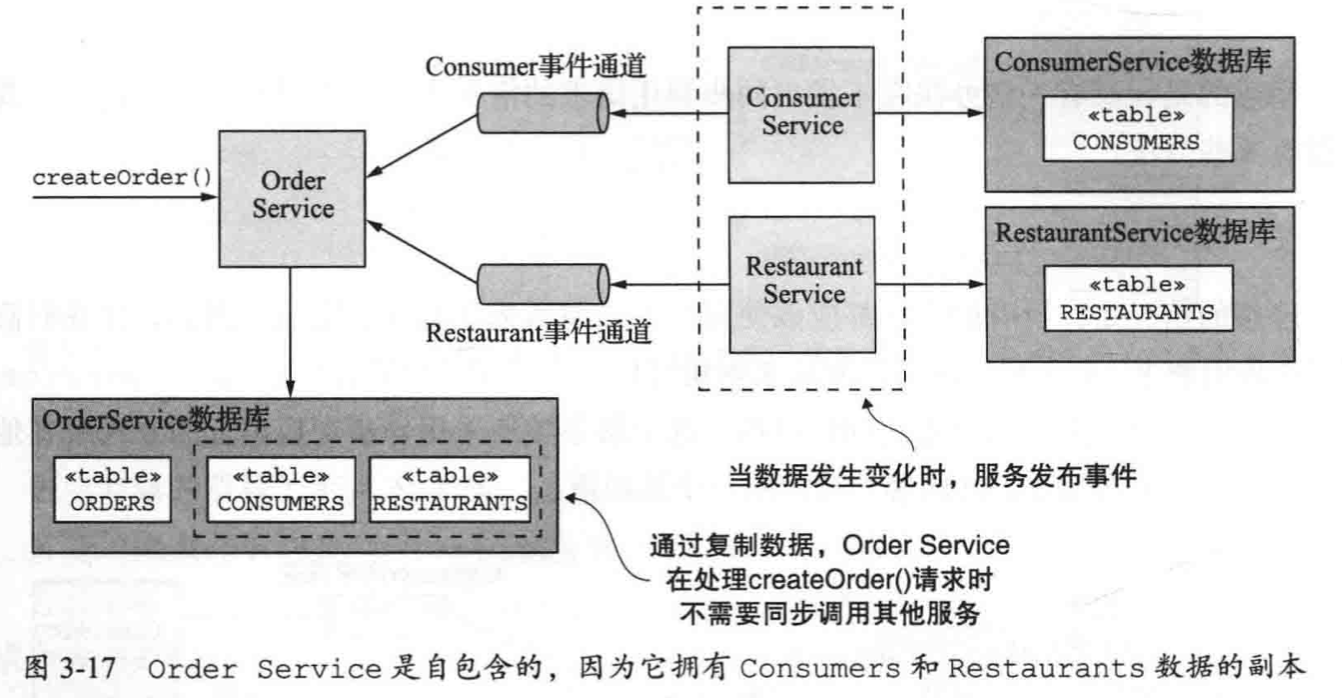 Consumer事件通道
Consumer
Service
ConsumerService数据库
«table»
CONSUMERS
createOrder()
Order
Service
Restaurant
Service
RestaurantService数据库
«table»
RESTAURANTS
Restaurant事件通道
OrderService数据库
«table»
ORDERS
«table»
CONSUMERS
«table»
RESTAURANTS
当数据发生变化时，服务发布事件
通过复制数据，Order Service
在处理createOrder()请求时
不需要同步调用其他服务
图 3-17 Order Service 是自包含的，因为它拥有 Consumers 和 Restaurants 数据的副本